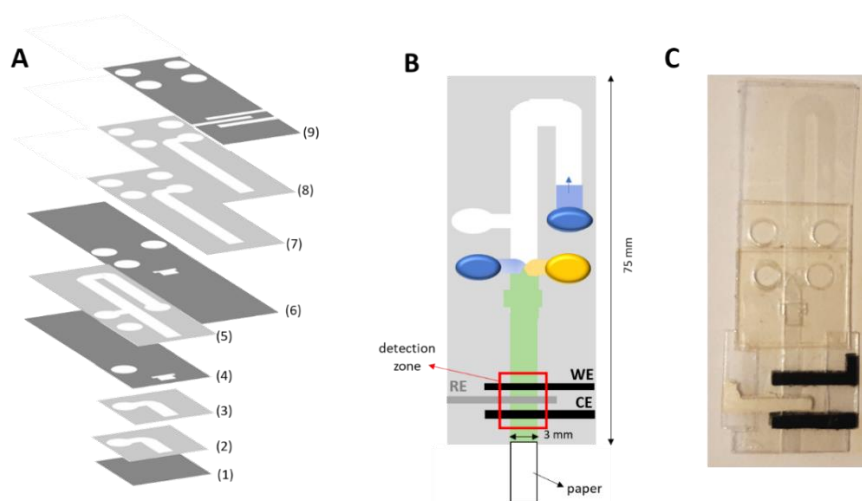 A
(9)
(8)
(7)
(6)
(5)
(4)
(3)
(2)
(1)
B
75 mm
detection
zone
WE
RE
CE
3 mm
paper
C